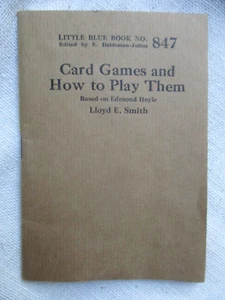 LITTLE BLUE BOOK NO. 847
Edited by E. Haldeman-Julius
Card Games and
How to Play Them
Based on Edmond Hoyle
Lloyd E. Smith